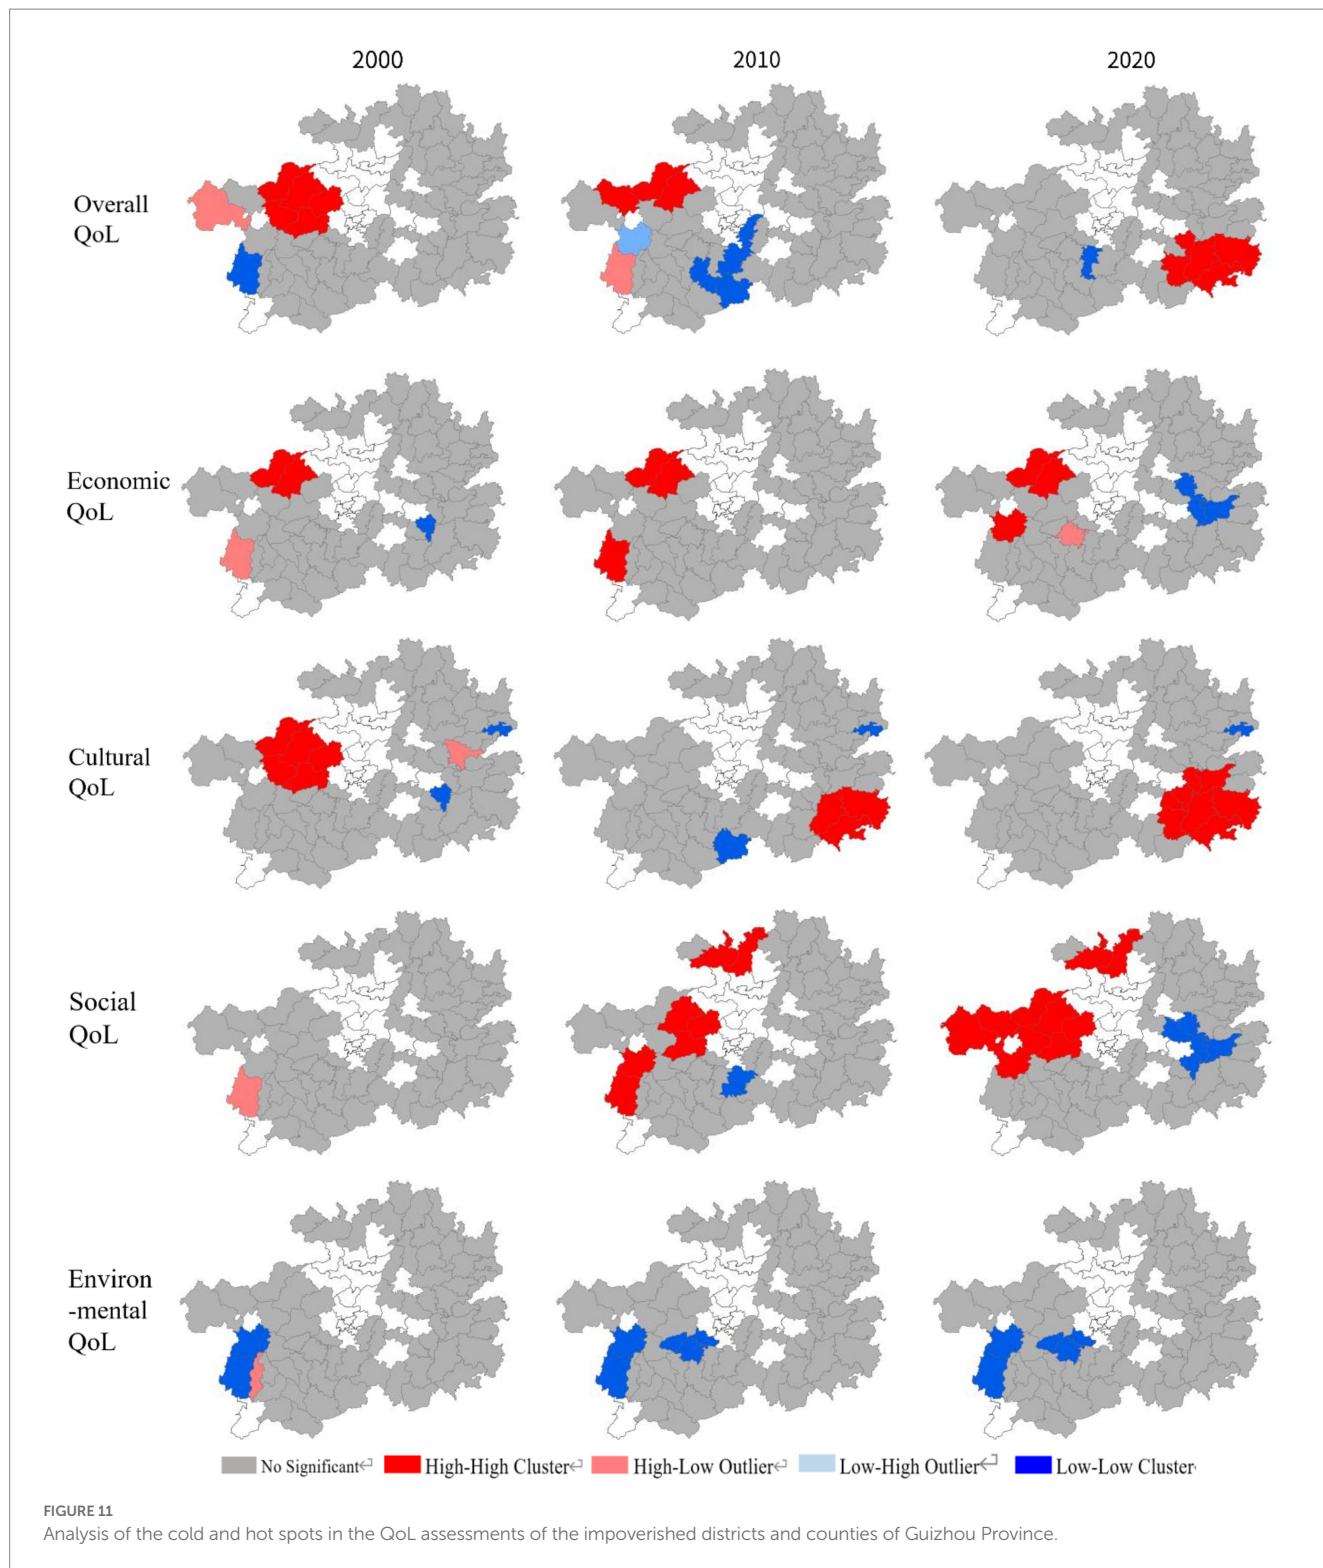 2000 2010 2020
Overall
QoL
Economic
QoL
Cultural
QoL
Social
QoL
Environ
-mental
QoL
No Significant↵ High-High Cluster↵ High-Low Outlier↵ Low-High Outlier↵ Low-Low Cluster
FIGURE 11
Analysis of the cold and hot spots in the QoL assessments of the impoverished districts and counties of Guizhou Province.